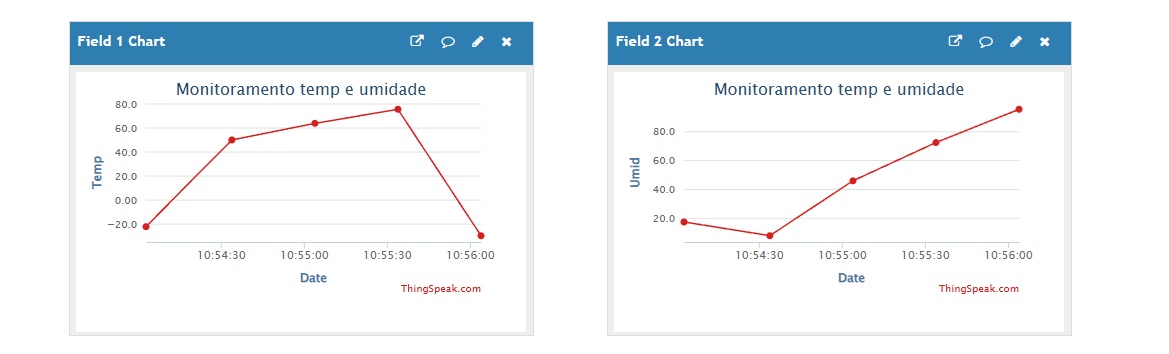 Field 1 Chart
Monitoramento temp e umidade
80.0
60.0
40.0
20.0
0.00
−20.0
Temp
10:54:30 10:55:00 10:55:30 10:56:00
Date
ThingSpeak.com
Field 2 Chart
Monitoramento temp e umidade
80.0
60.0
40.0
20.0
Umid
10:54:30 10:55:00 10:55:30 10:56:00
Date
ThingSpeak.com